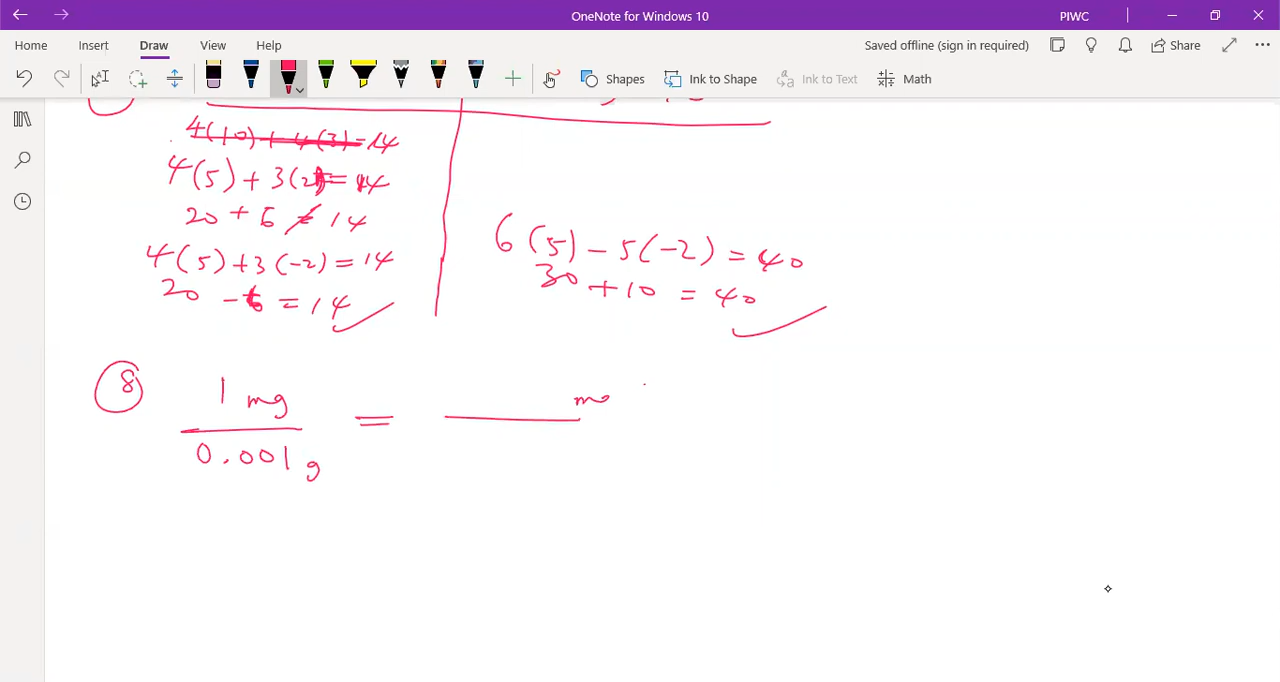 OneNote for Windows 10
PIWC
Home Insert Draw View Help
Saved offline (sign in required)
Share
Shapes
Ink to Shape
Ink to Text
Math
4(10) + 4(3) = 14
4(5) + 3(2) = 14
20 + 6 ≠ 14
4(5) + 3(-2) = 14
20 - 6 = 14 ✓
6(5) - 5(-2) = 40
30 + 10 = 40 ✓
8
1 mg
= m
0.001 g